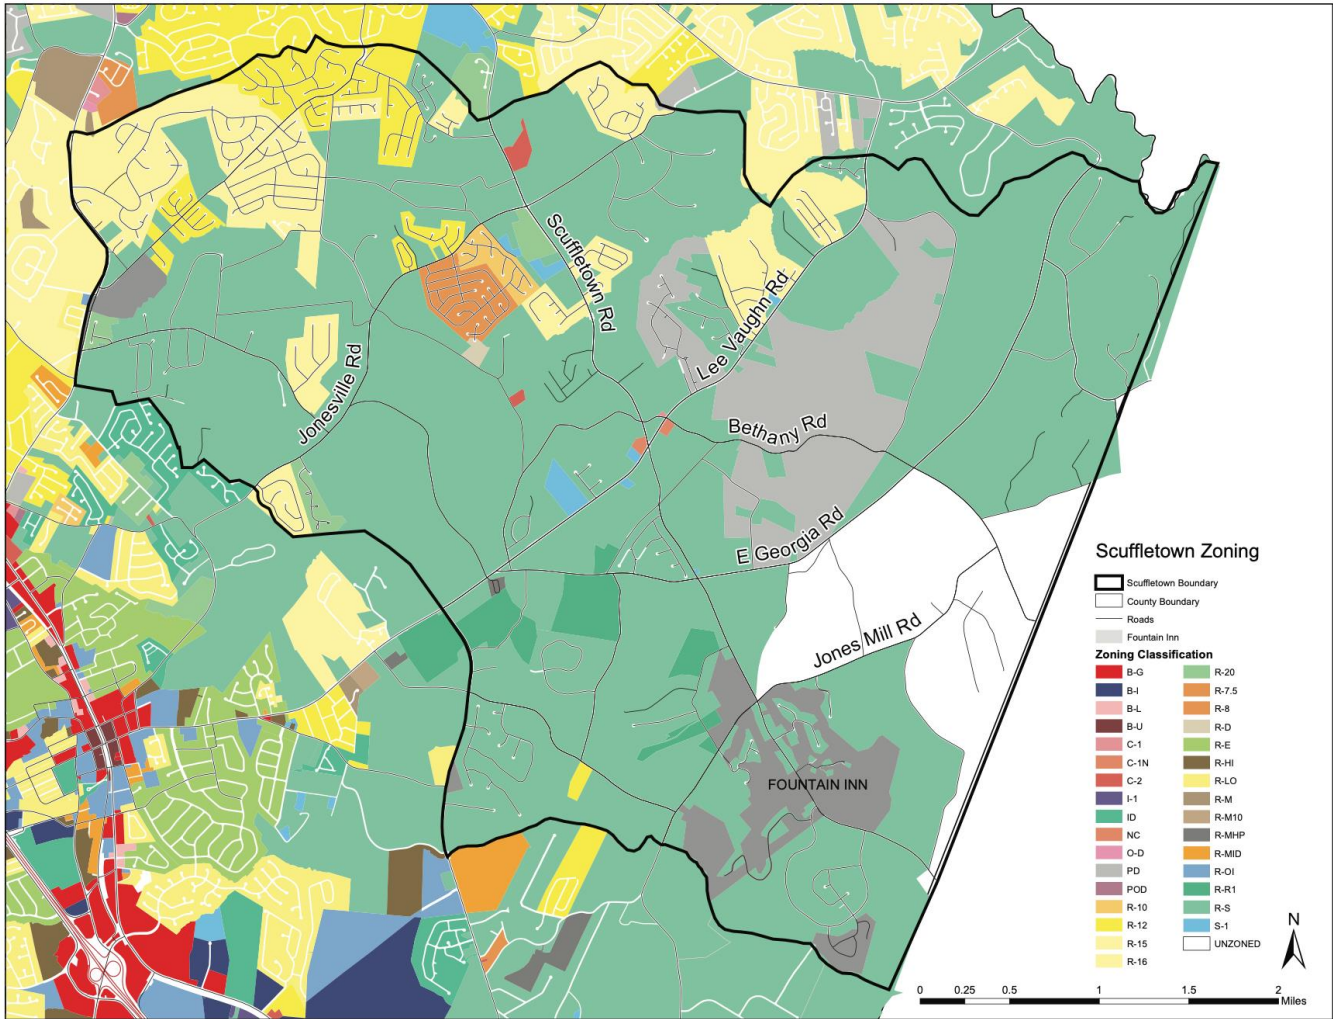 Scuffletown Rd
Lee Vaughn Rd
Jonesville Rd
Bethany Rd
E Georgia Rd
Jones Mill Rd
FOUNTAIN INN
Scuffletown Zoning
Scuffletown Boundary
County Boundary
Roads
Fountain Inn
Zoning Classification
B-G
B-I
B-L
B-U
C-1
C-1N
C-2
I-1
ID
NC
O-D
PD
POD
R-10
R-12
R-15
R-16
R-20
R-7.5
R-8
R-D
R-E
R-HI
R-LO
R-M
R-M10
R-MHP
R-MID
R-OI
R-R1
R-S
S-1
UNZONED
N
0 0.25 0.5 1 1.5 2
Miles